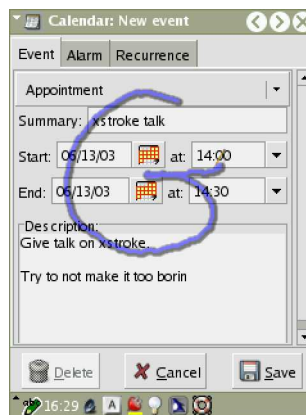 Calendar: New event
Event Alarm Recurrence
Appointment
Summary: xstroke talk
Start: 06/13/03 at: 14:00
End: 06/13/03 at: 14:30
Description:
Give talk on xstroke.
Try to not make it too borin
Delete Cancel Save
abc 16:29 A